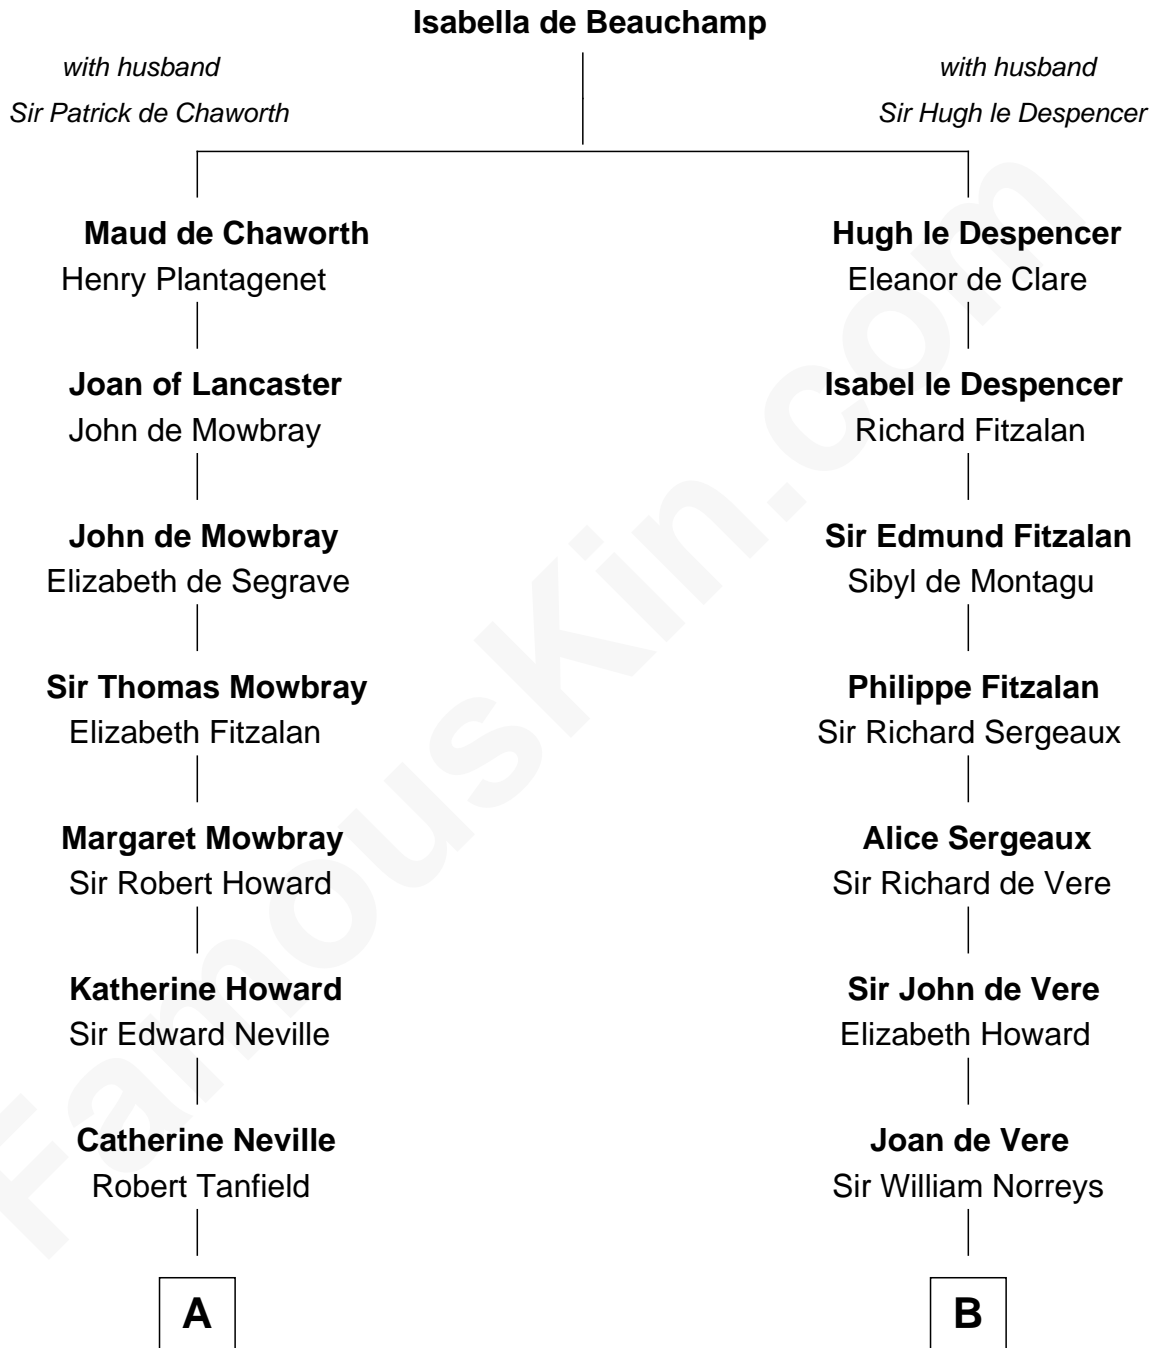 Isabella de Beauchamp
with husband
Sir Patrick de Chaworth
with husband
Sir Hugh le Despencer
Maud de Chaworth
Henry Plantagenet
Hugh le Despencer
Eleanor de Clare
Joan of Lancaster
John de Mowbray
Isabel le Despencer
Richard Fitzalan
John de Mowbray
Elizabeth de Segrave
Sir Edmund Fitzalan
Sibyl de Montagu
Sir Thomas Mowbray
Elizabeth Fitzalan
Philippe Fitzalan
Sir Richard Sergeaux
Margaret Mowbray
Sir Robert Howard
Alice Sergeaux
Sir Richard de Vere
Katherine Howard
Sir Edward Neville
Sir John de Vere
Elizabeth Howard
Catherine Neville
Robert Tanfield
Joan de Vere
Sir William Norreys
A
B
FamousKin.com